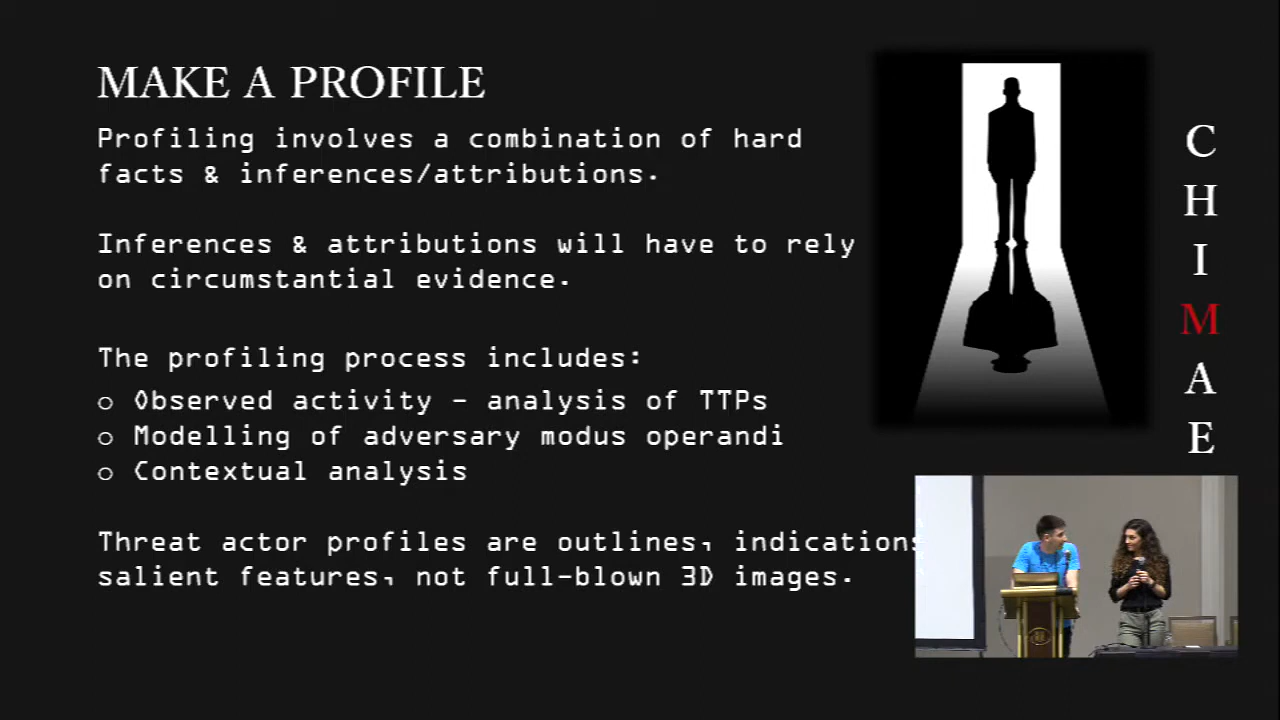 MAKE A PROFILE
Profiling involves a combination of hard
facts & inferences/attributions.
Inferences & attributions will have to rely
on circumstantial evidence.
The profiling process includes:
o Observed activity - analysis of TTPs
o Modelling of adversary modus operandi
o Contextual analysis
Threat actor profiles are outlines, indications
salient features, not full-blown 3D images.
C
H
I
M
A
E